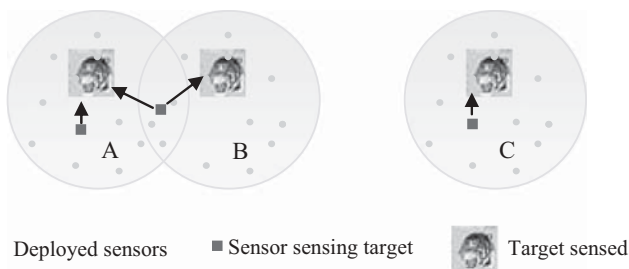 A
B
C
Deployed sensors
Sensor sensing target
Target sensed